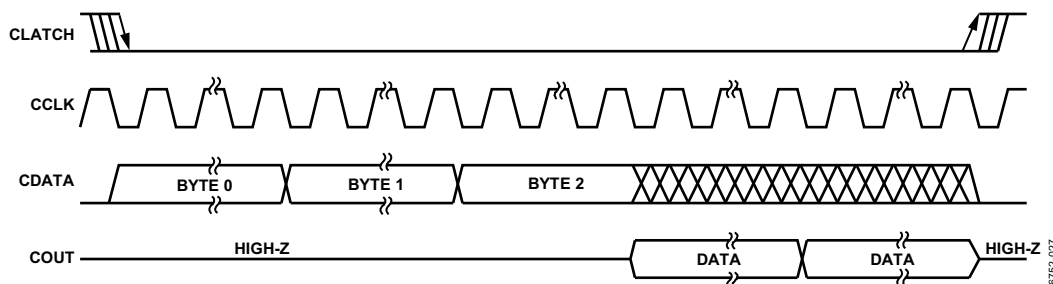 CLATCH
CCLK
CDATA
BYTE 0
BYTE 1
BYTE 2
COUT
HIGH-Z
DATA
DATA
HIGH-Z